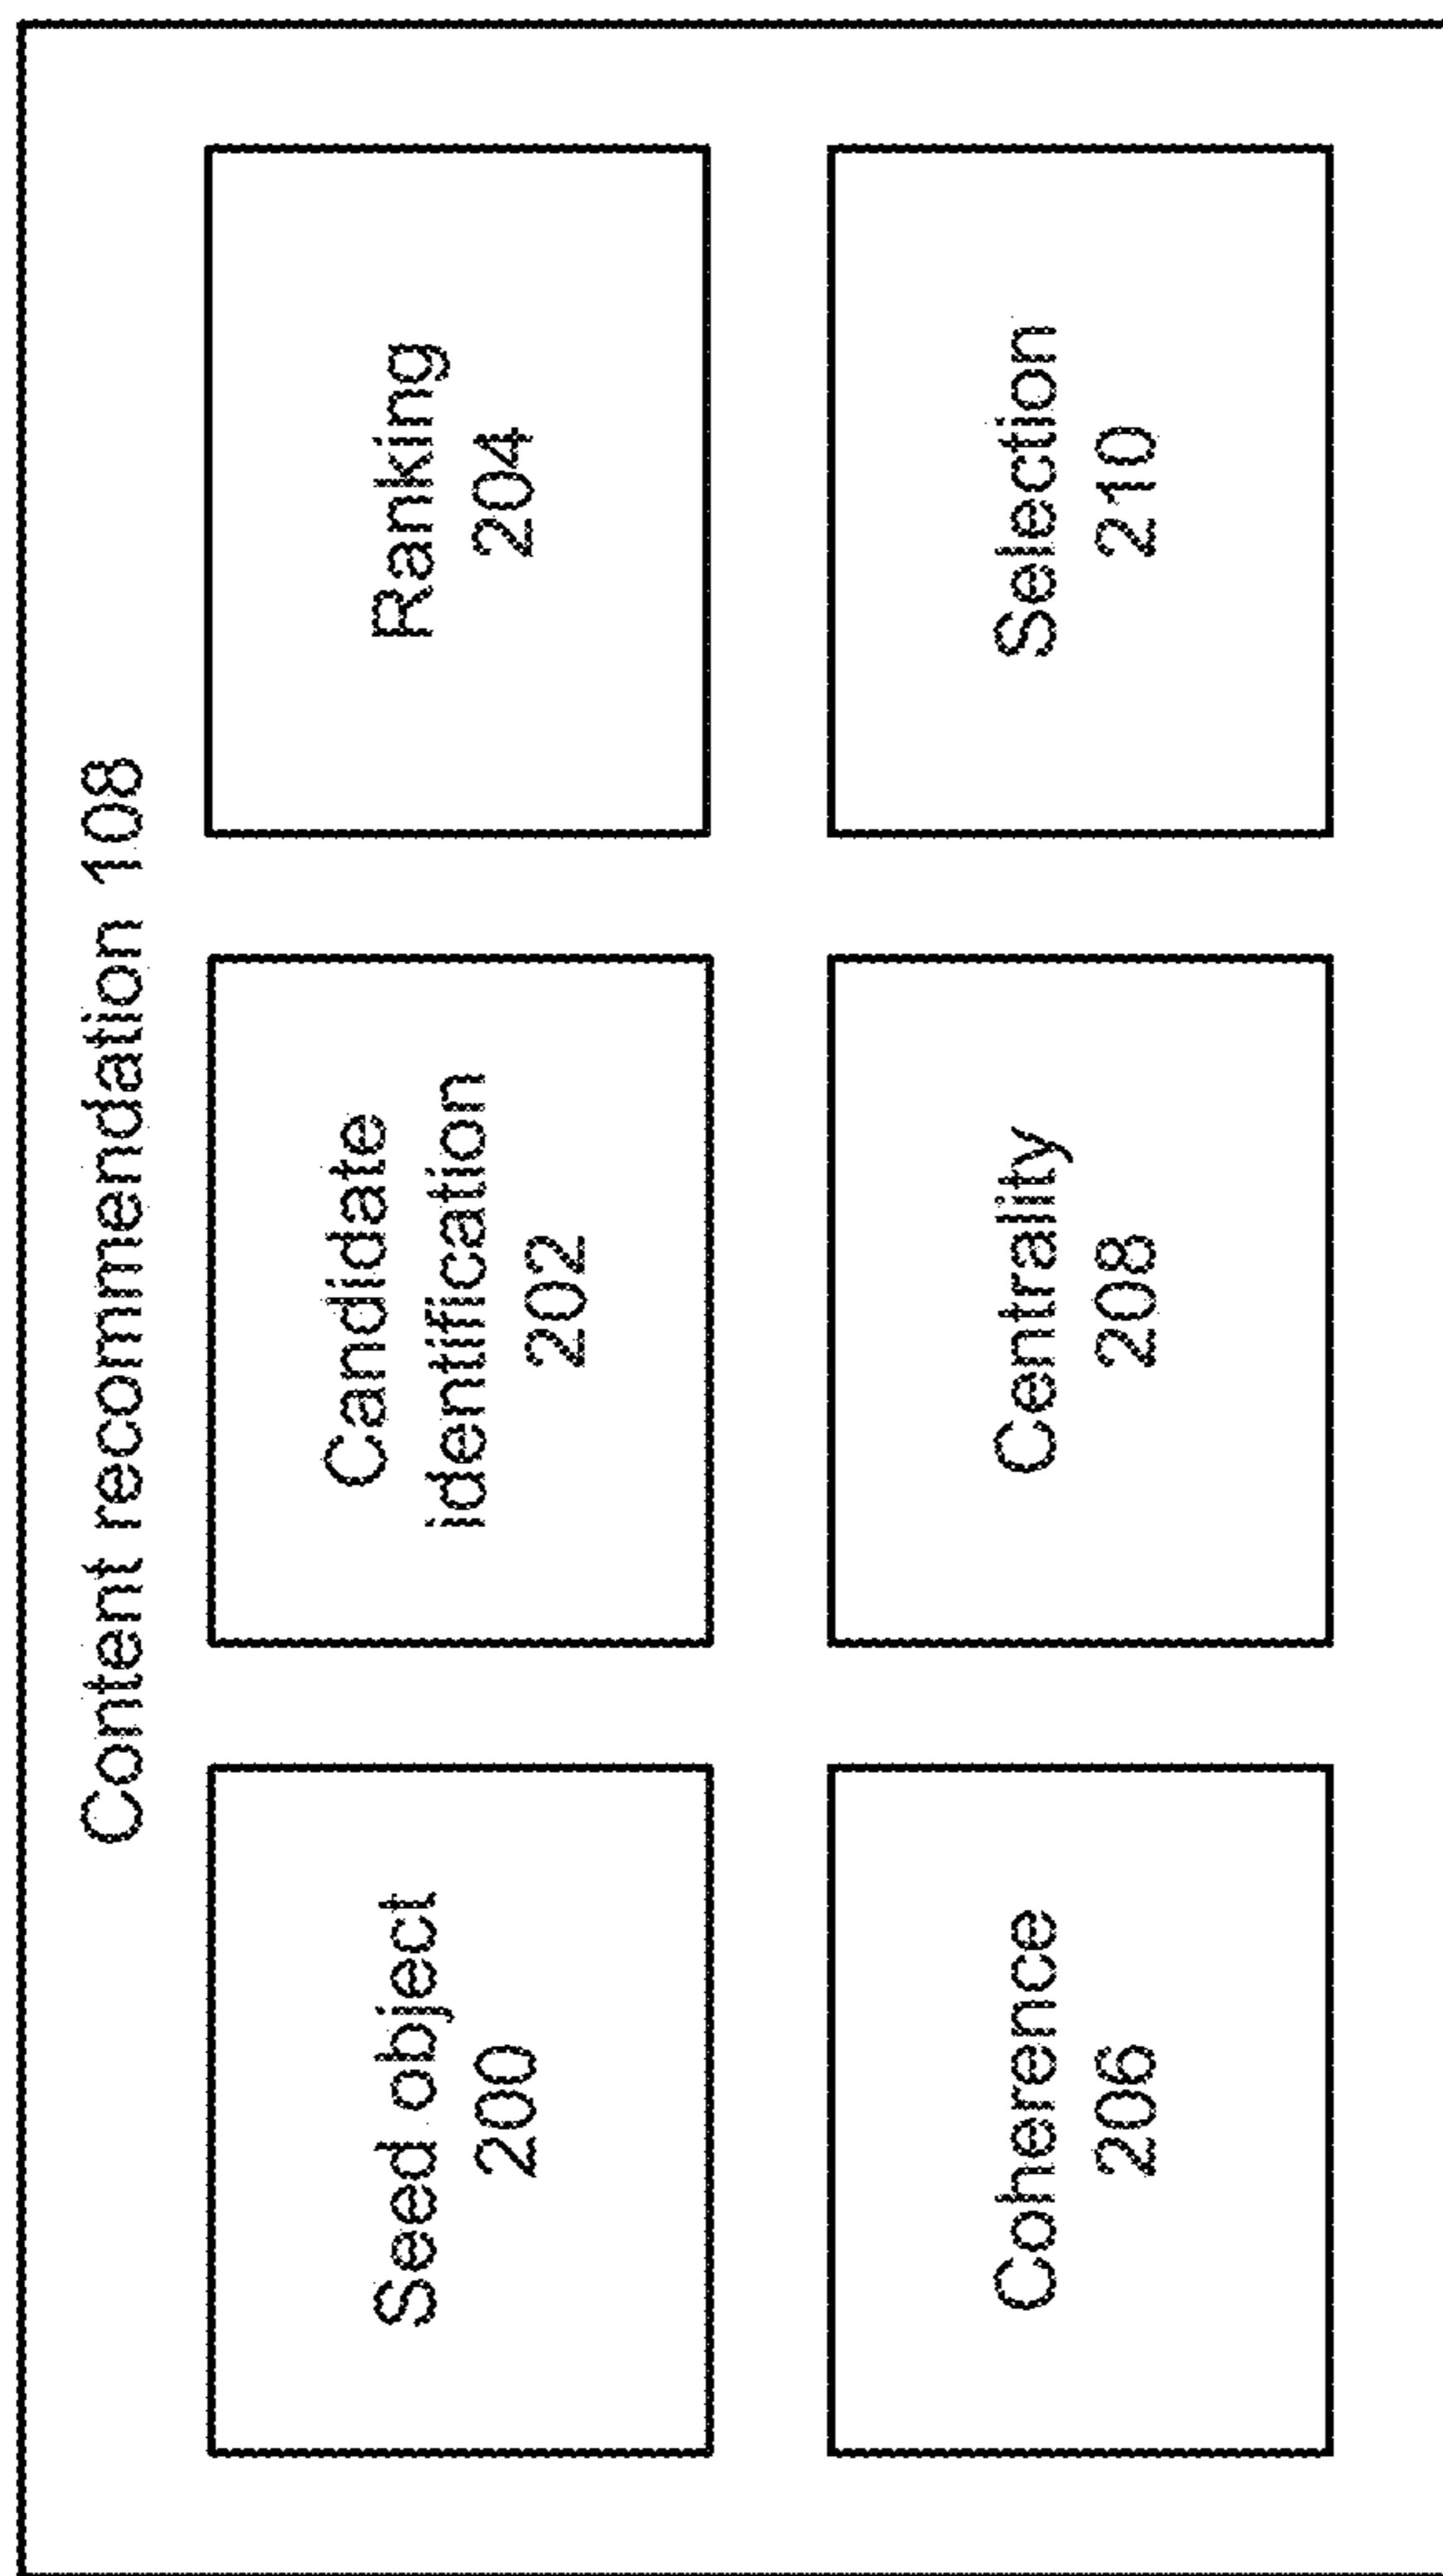 Content recommendation 108
Seed object
200
Candidate
identification
202
Ranking
204
Coherence
206
Centrality
208
Selection
210